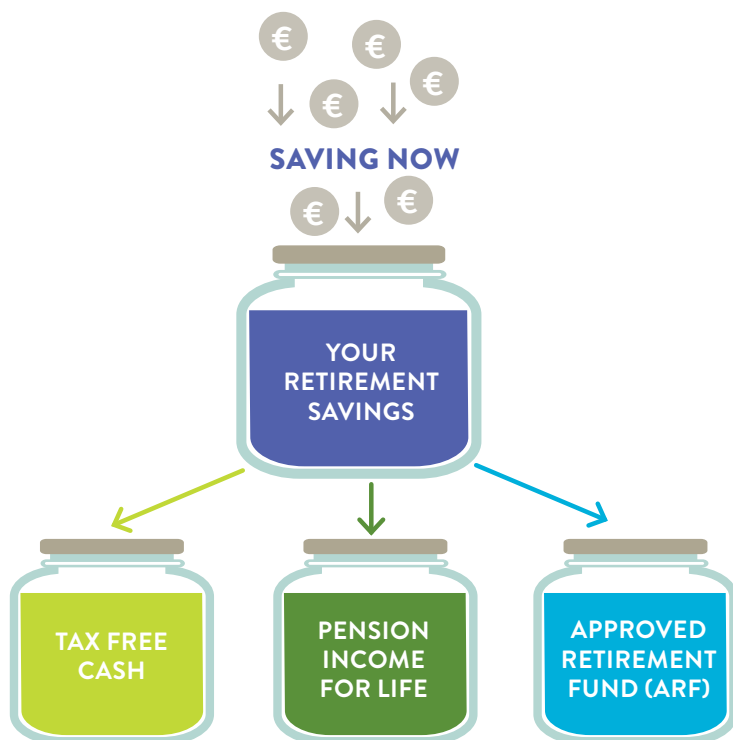 €
€
€
€
SAVING NOW
€
€
YOUR
RETIREMENT
SAVINGS
TAX FREE
CASH
PENSION
INCOME
FOR LIFE
APPROVED
RETIREMENT
FUND (ARF)